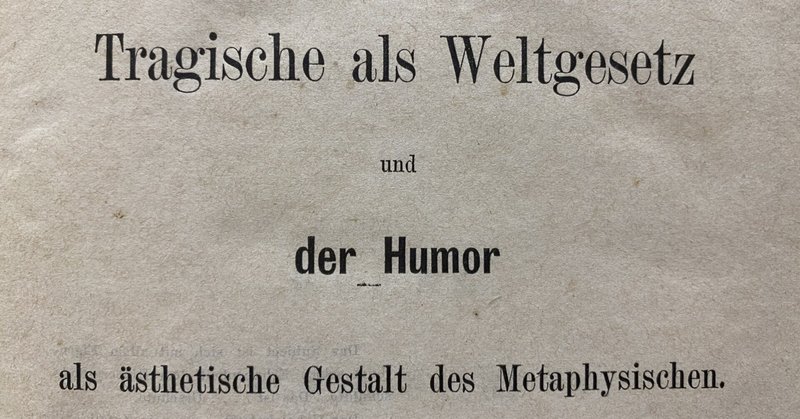 Tragische als Weltgesetz
und
der Humor
als ästhetische Gestalt des Metaphysischen.